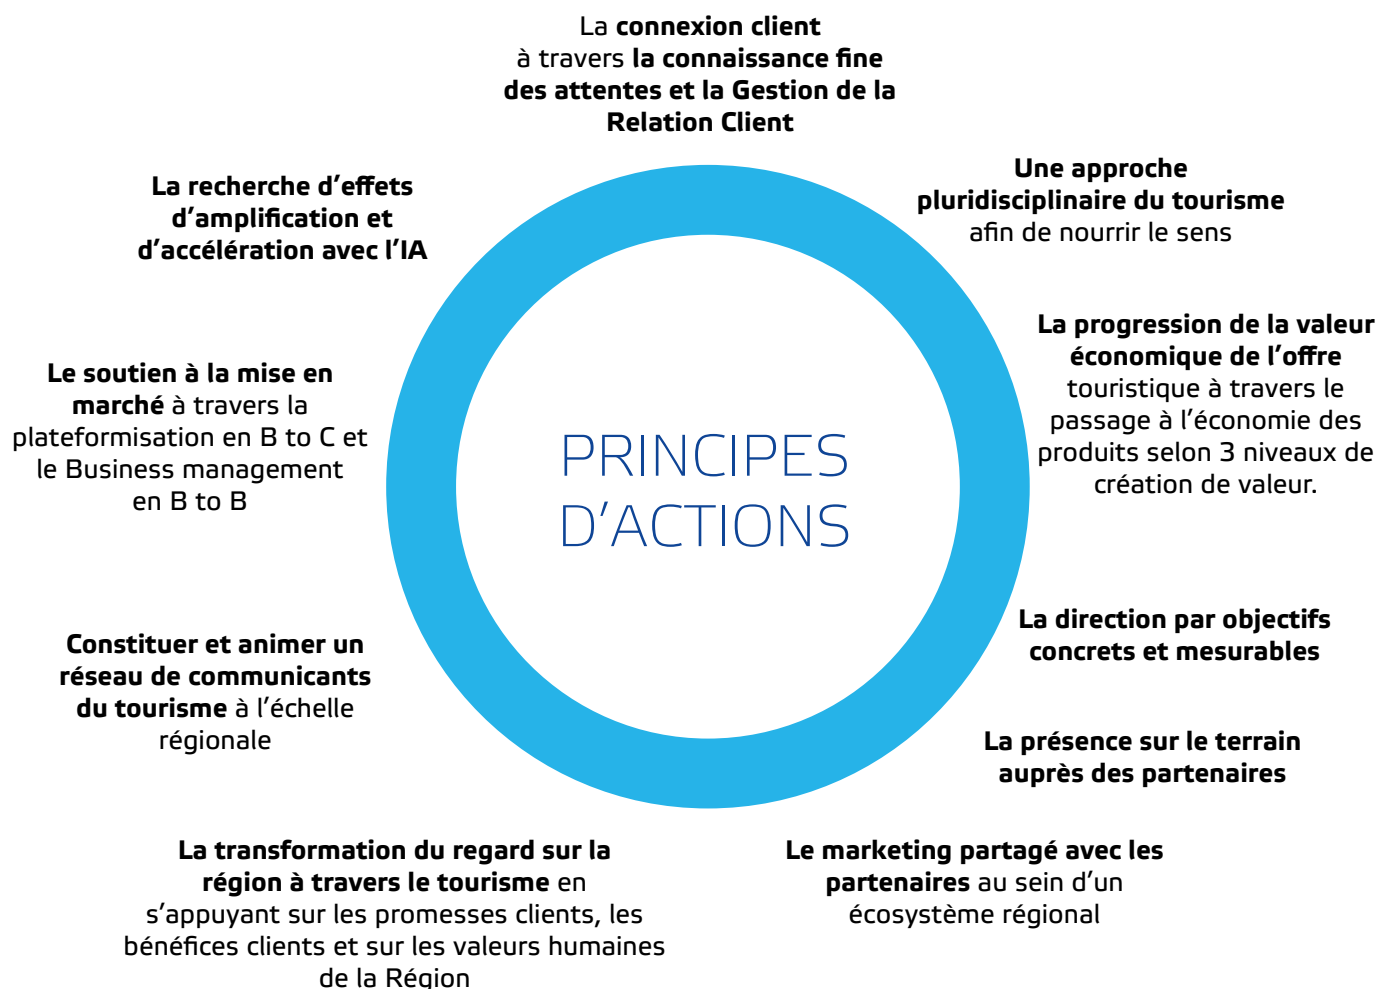 La connexion client
à travers la connaissance fine
des attentes et la Gestion de la
Relation Client
Une approche
pluridisciplinaire du tourisme
afin de nourrir le sens
La progression de la valeur
économique de l’offre
touristique à travers le
passage à l’économie des
produits selon 3 niveaux de
création de valeur.
La direction par objectifs
concrets et mesurables
La présence sur le terrain
auprès des partenaires
Le marketing partagé avec les
partenaires au sein d’un
écosystème régional
La transformation du regard sur la
région à travers le tourisme en
s’appuyant sur les promesses clients, les
bénéfices clients et sur les valeurs humaines
de la Région
Constituer et animer un
réseau de communicants
du tourisme à l’échelle
régionale
Le soutien à la mise en
marché à travers la
plateformisation en B to C et
le Business management
en B to B
La recherche d’effets
d’amplification et
d’accélération avec l’IA
PRINCIPES
D’ACTIONS